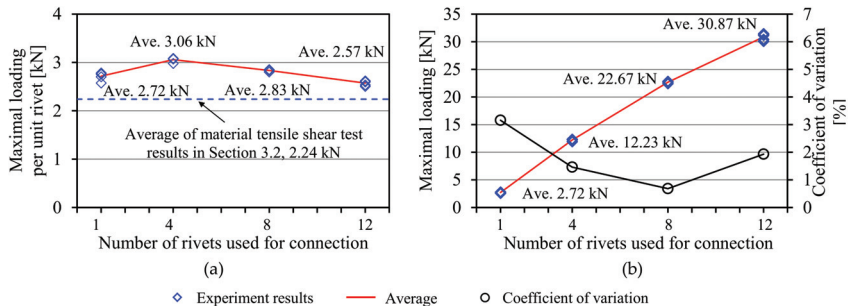 4
3
2
1
0
Maximal loading
per unit rivet [kN]
Ave. 3.06 kN
Ave. 2.57 kN
Ave. 2.72 kN
Ave. 2.83 kN
Average of material tensile shear test
results in Section 3.2, 2.24 kN
1
4
8
12
Number of rivets used for connection
(a)
35
30
25
20
15
10
5
0
Maximal loading [kN]
Ave. 30.87 kN
Ave. 22.67 kN
Ave. 12.23 kN
Ave. 2.72 kN
7
6
5
4
3
2
1
0
Coefficient of variation
[%]
1
4
8
12
Number of rivets used for connection
(b)
Experiment results
Average
Coefficient of variation